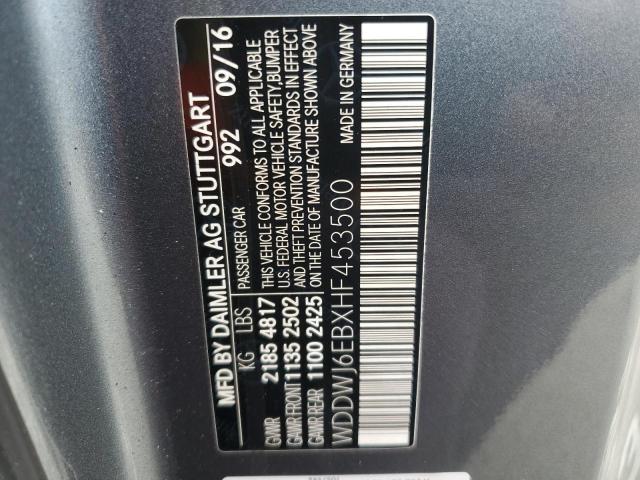 MFD BY DAIMLER AG STUTTGART
992 09/16
KG LBS PASSENGER CAR
GVWR 2185 4817
GAWR FRONT 1135 2502
GAWR REAR 1100 2425
THIS VEHICLE CONFORMS TO ALL APPLICABLE
U.S. FEDERAL MOTOR VEHICLE SAFETY, BUMPER
AND THEFT PREVENTION STANDARDS IN EFFECT
ON THE DATE OF MANUFACTURE SHOWN ABOVE
WDDWJ6EBXHF453500
MADE IN GERMANY